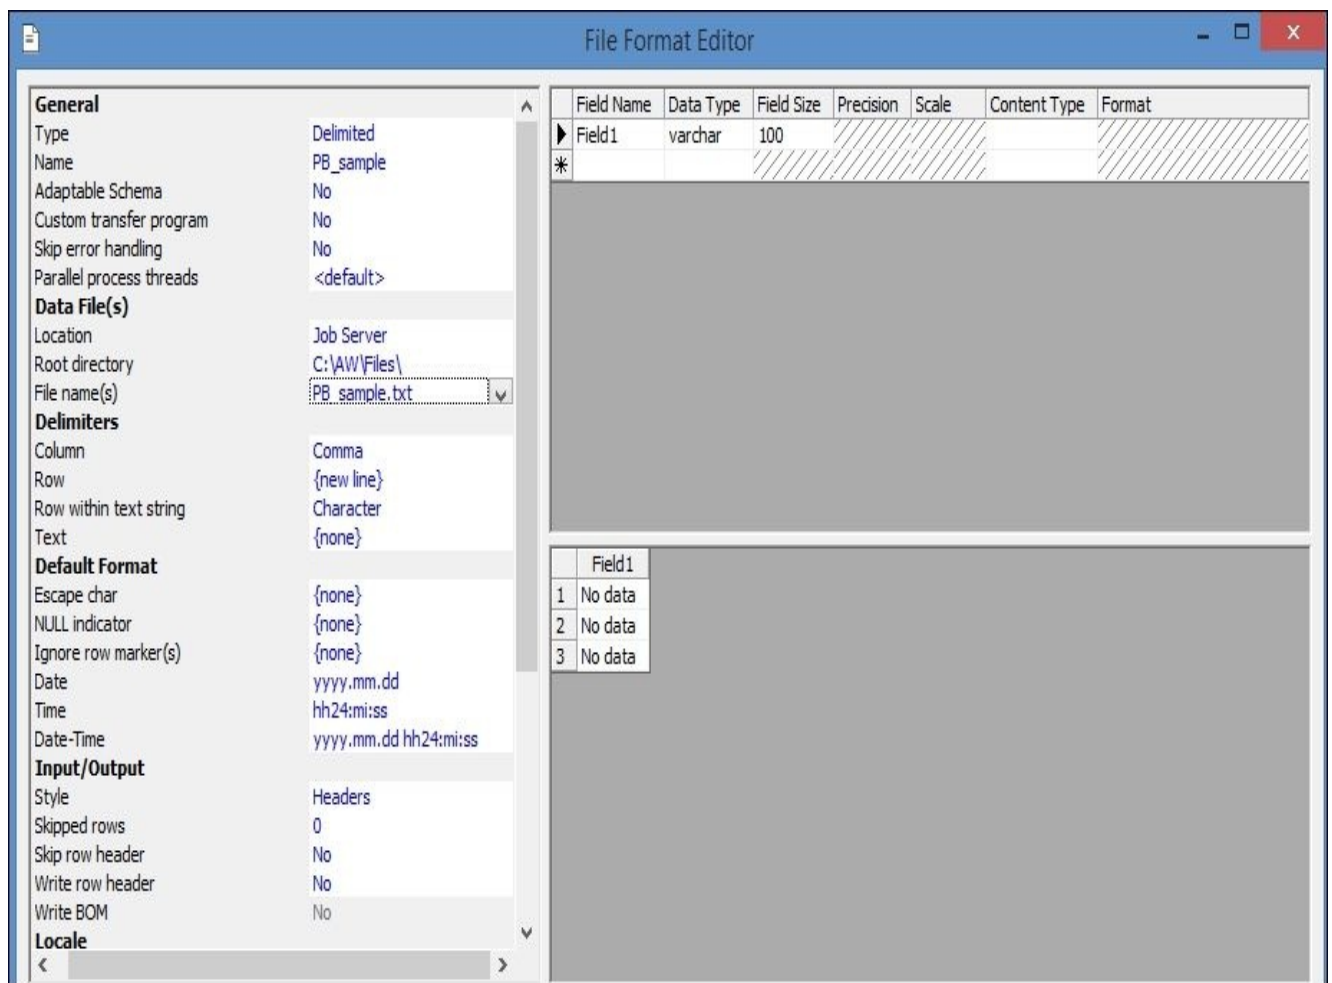 File Format Editor
X
General
Type Delimited
Name PB_sample
Adaptable Schema No
Custom transfer program No
Skip error handling No
Parallel process threads <default>
Data File(s)
Location Job Server
Root directory C:\AW\Files\
File name(s) PB_sample.txt
Delimiters
Column Comma
Row {new line}
Row within text string Character
Text {none}
Default Format
Escape char {none}
NULL indicator {none}
Ignore row marker(s) {none}
Date yyyy.mm.dd
Time hh24:mi:ss
Date-Time yyyy.mm.dd hh24:mi:ss
Input/Output
Style Headers
Skipped rows 0
Skip row header No
Write row header No
Write BOM No
Locale
Field Name Data Type Field Size Precision Scale Content Type Format
Field1 varchar 100
Field1
1 No data
2 No data
3 No data